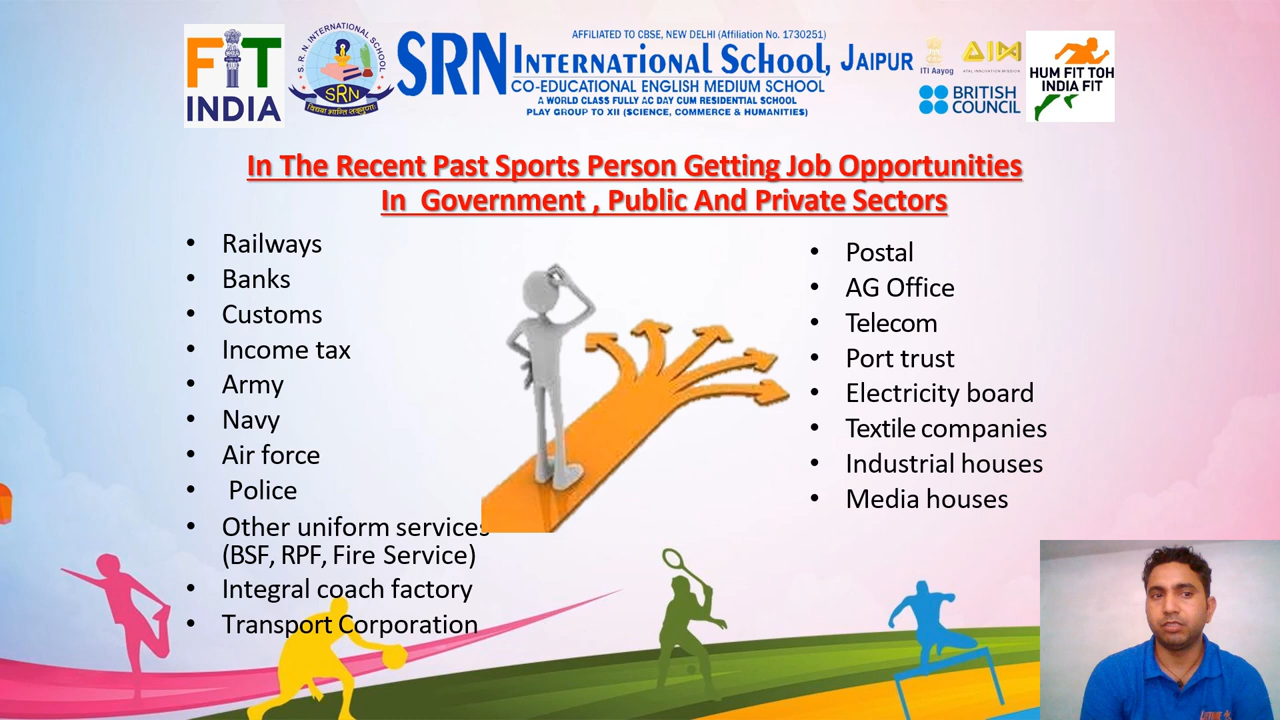 FIT
INDIA
S. R. N. INTERNATIONAL SCHOOL
SRN
SRN
AFFILIATED TO CBSE, NEW DELHI (Affiliation No. 1730251)
INTERNATIONAL SCHOOL, JAIPUR
CO-EDUCATIONAL ENGLISH MEDIUM SCHOOL
A WORLD CLASS FULLY AC DAY CUM RESIDENTIAL SCHOOL
PLAY GROUP TO XII (SCIENCE, COMMERCE & HUMANITIES)
ITI Aayog
AIM
ATAL INNOVATION MISSION
BRITISH
COUNCIL
HUM FIT TOH
INDIA FIT
In The Recent Past Sports Person Getting Job Opportunities
In Government , Public And Private Sectors
• Railways
• Banks
• Customs
• Income tax
• Army
• Navy
• Air force
• Police
• Other uniform services
(BSF, RPF, Fire Service)
• Integral coach factory
• Transport Corporation
• Postal
• AG Office
• Telecom
• Port trust
• Electricity board
• Textile companies
• Industrial houses
• Media houses